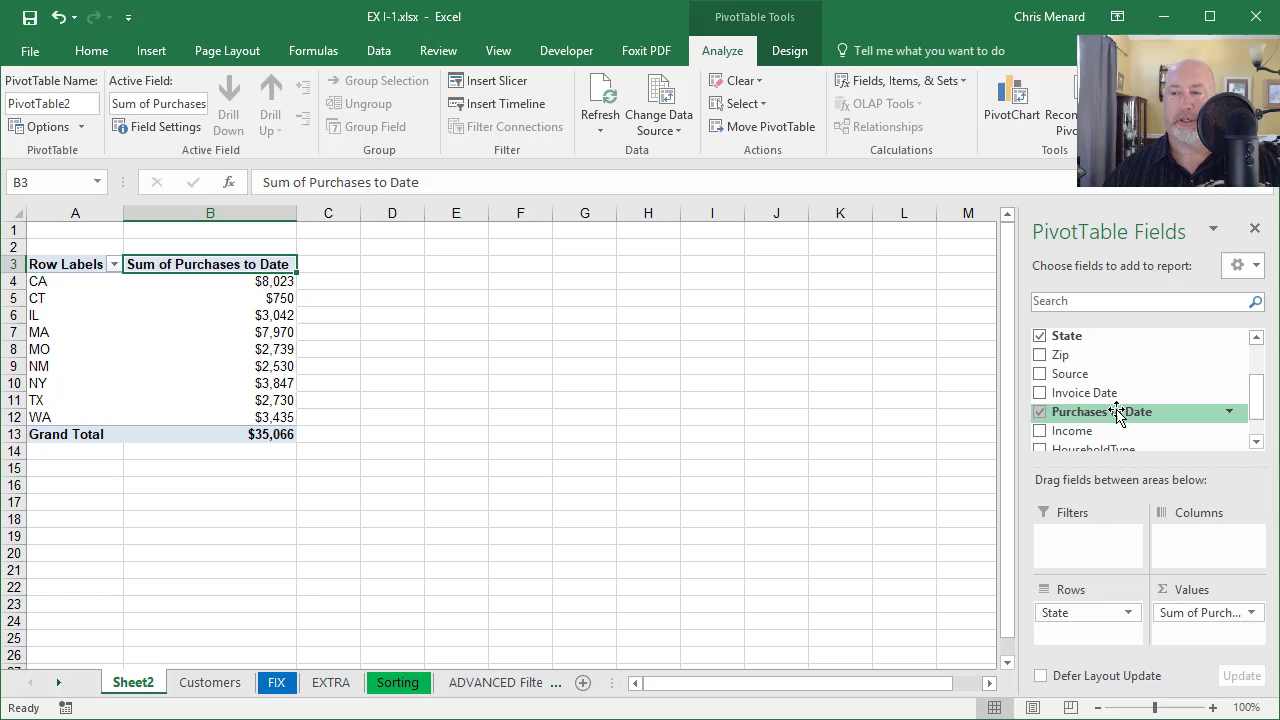 EX I-1.xlsx - Excel
PivotTable Tools
Chris Menard
File Home Insert Page Layout Formulas Data Review View Developer Foxit PDF Analyze Design Tell me what you want to do
PivotTable Name:
PivotTable2
Options
PivotTable
Active Field:
Sum of Purchases
Field Settings
Drill Down
Drill Up
Active Field
Group Selection
Ungroup
Group Field
Group
Insert Slicer
Insert Timeline
Filter Connections
Filter
Refresh
Change Data Source
Data
Clear
Select
Move PivotTable
Actions
Fields, Items, & Sets
OLAP Tools
Relationships
Calculations
PivotChart
Recon
Pivo
Tools
B3
fx
Sum of Purchases to Date
A B C D E F G H I J K L M
1
2
3 Row Labels Sum of Purchases to Date
4 CA $8,023
5 CT $750
6 IL $3,042
7 MA $7,970
8 MO $2,739
9 NM $2,530
10 NY $3,847
11 TX $2,730
12 WA $3,435
13 Grand Total $35,066
14
15
16
17
18
19
20
21
22
23
24
25
26
PivotTable Fields
Choose fields to add to report:
Search
State
Zip
Source
Invoice Date
Purchases to Date
Income
HouseholdType
Drag fields between areas below:
Filters
Columns
Rows
Values
State
Sum of Purch...
Defer Layout Update
Update
Sheet2 Customers FIX EXTRA Sorting ADVANCED Filte ...
Ready
100%